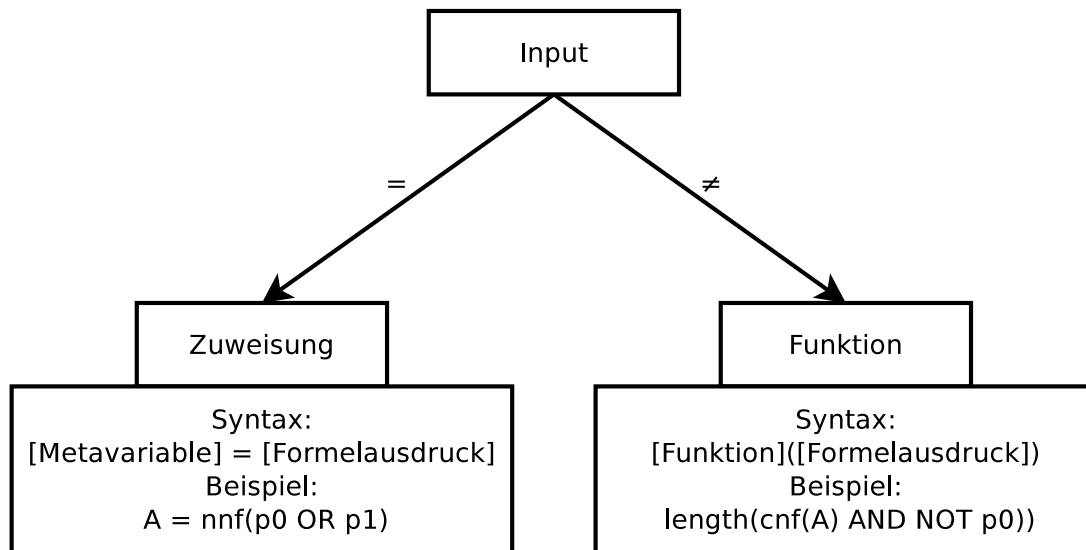 Input
=
≠
Zuweisung
Funktion
Syntax:
[Metavariable] = [Formelausdruck]
Beispiel:
A = nnf(p0 OR p1)
Syntax:
[Funktion]([Formelausdruck])
Beispiel:
length(cnf(A) AND NOT p0))